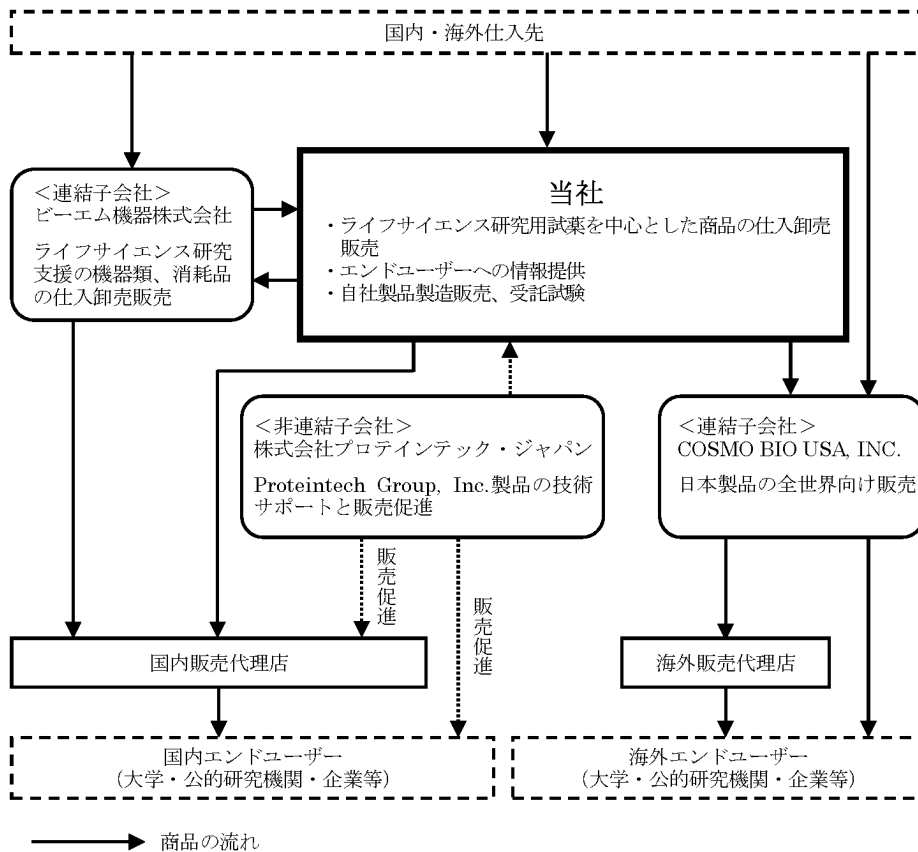 国内・海外仕入先
＜連結子会社＞
ビーエム機器株式会社
ライフサイエンス研究
支援の機器類、消耗品
の仕入卸売販売
当社
・ライフサイエンス研究用試薬を中心とした商品の仕入卸売
販売
・エンドユーザーへの情報提供
・自社製品製造販売、受託試験
＜非連結子会社＞
株式会社プロテインテック・ジャパン
Proteintech Group, Inc.製品の技術
サポートと販売促進
＜連結子会社＞
COSMO BIO USA, INC.
日本製品の全世界向け販売
販売促進
販売促進
国内販売代理店
海外販売代理店
国内エンドユーザー
（大学・公的研究機関・企業等）
海外エンドユーザー
（大学・公的研究機関・企業等）
商品の流れ